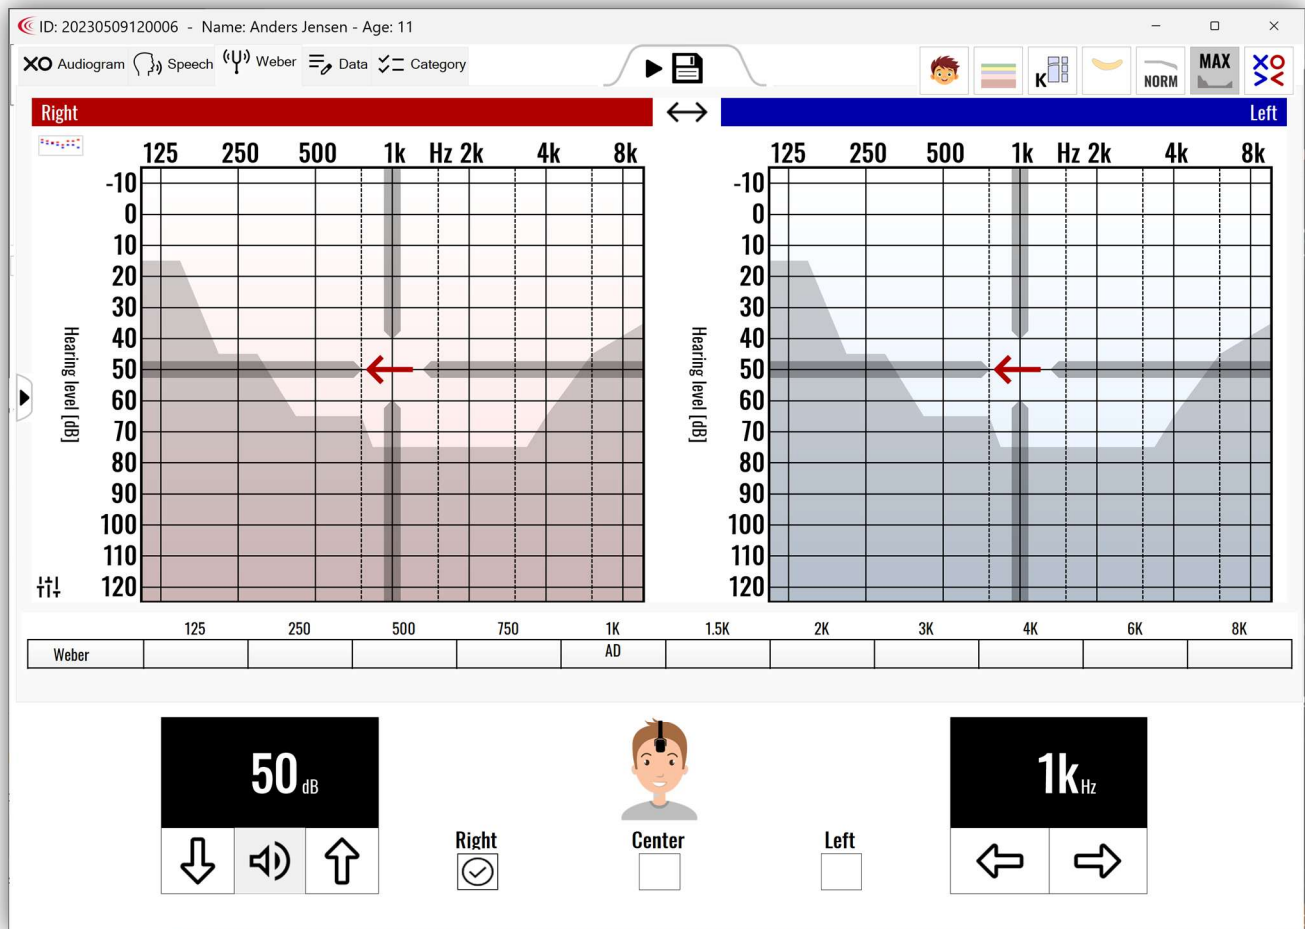 ID: 20230509120006 - Name: Anders Jensen - Age: 11
XO Audiogram Speech Weber Data Category
K NORM MAX XO
Right Left
125 250 500 1k Hz 2k 4k 8k
-10
0
10
20
30
40
50
60
70
80
90
100
110
120
Hearing level [dB]
125 250 500 1k Hz 2k 4k 8k
-10
0
10
20
30
40
50
60
70
80
90
100
110
120
Hearing level [dB]
125 250 500 750 1K 1.5K 2K 3K 4K 6K 8K
Weber AD
50 dB
1k Hz
Right Center Left